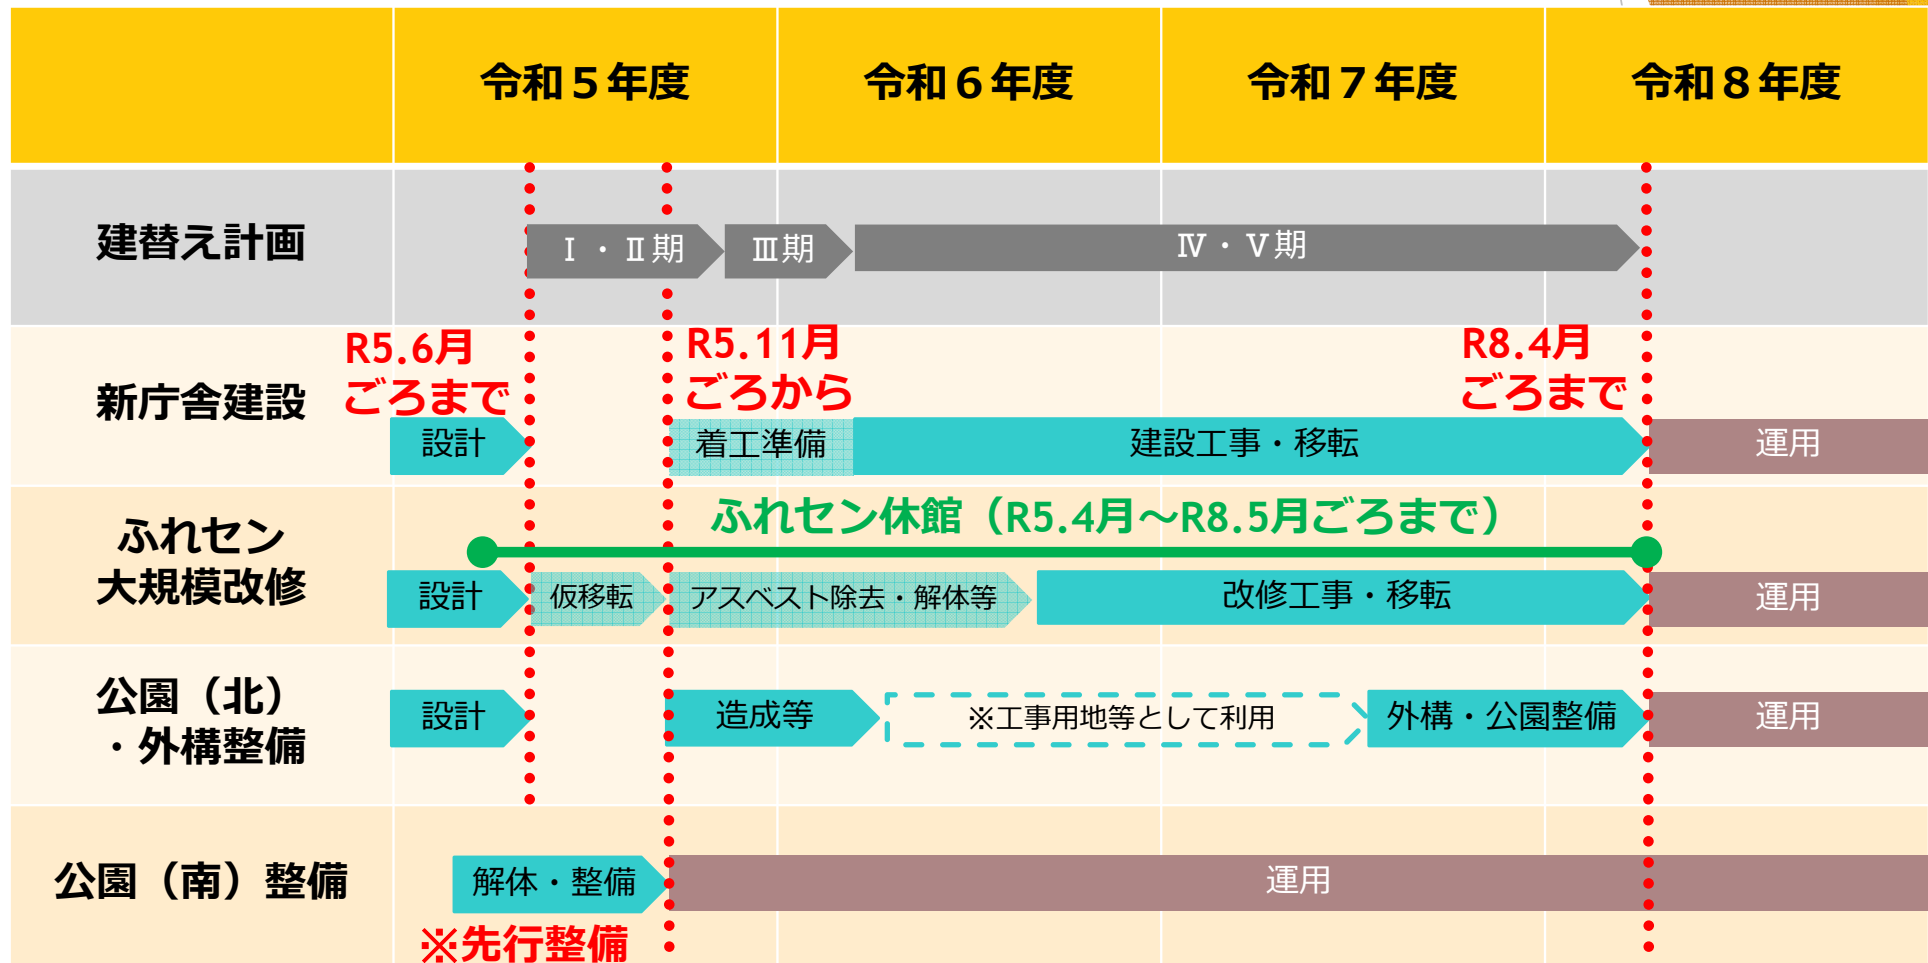 令和５年度
令和６年度
令和７年度
令和８年度
建替え計画
Ⅰ・Ⅱ期
Ⅲ期
Ⅳ・Ⅴ期
新庁舎建設
R5.6月
ごろまで
R5.11月
ごろから
R8.4月
ごろまで
設計
着工準備
建設工事・移転
運用
ふれセン
大規模改修
ふれセン休館（R5.4月～R8.5月ごろまで）
設計
仮移転
アスベスト除去・解体等
改修工事・移転
運用
公園（北）
・外構整備
設計
造成等
※工事用地等として利用
外構・公園整備
運用
公園（南）整備
解体・整備
運用
※先行整備